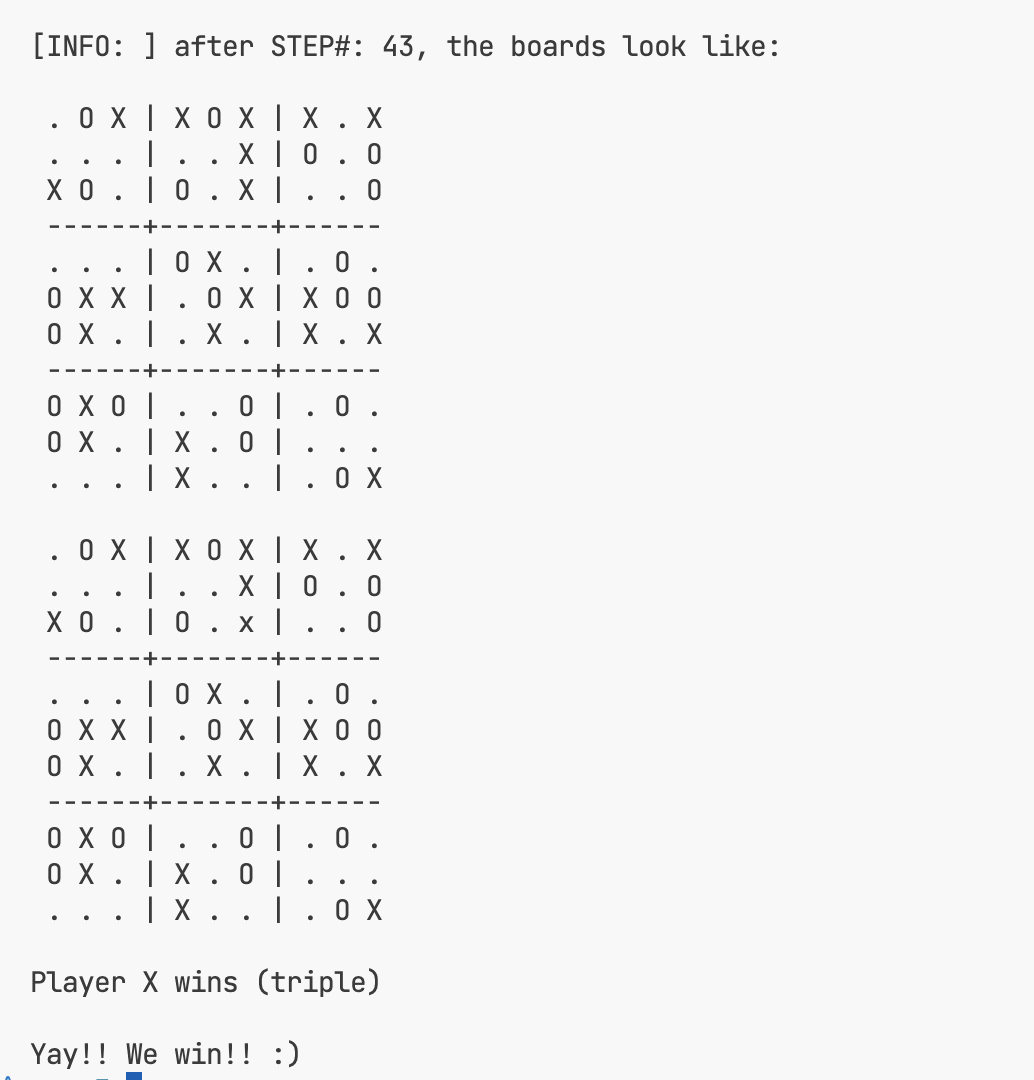 [INFO: ] after STEP#: 43, the boards look like:
. O X | X O X | X . X
. . . | . . X | O . O
X O . | O . X | . . O
------+-------+------
. . . | O X . | . O .
O X X | . O X | X O O
O X . | . X . | X . X
------+-------+------
O X O | . . O | . O .
O X . | X . O | . . .
. . . | X . . | . O X
. O X | X O X | X . X
. . . | . . X | O . O
X O . | O . x | . . O
------+-------+------
. . . | O X . | . O .
O X X | . O X | X O O
O X . | . X . | X . X
------+-------+------
O X O | . . O | . O .
O X . | X . O | . . .
. . . | X . . | . O X
Player X wins (triple)
Yay!! We win!! :)